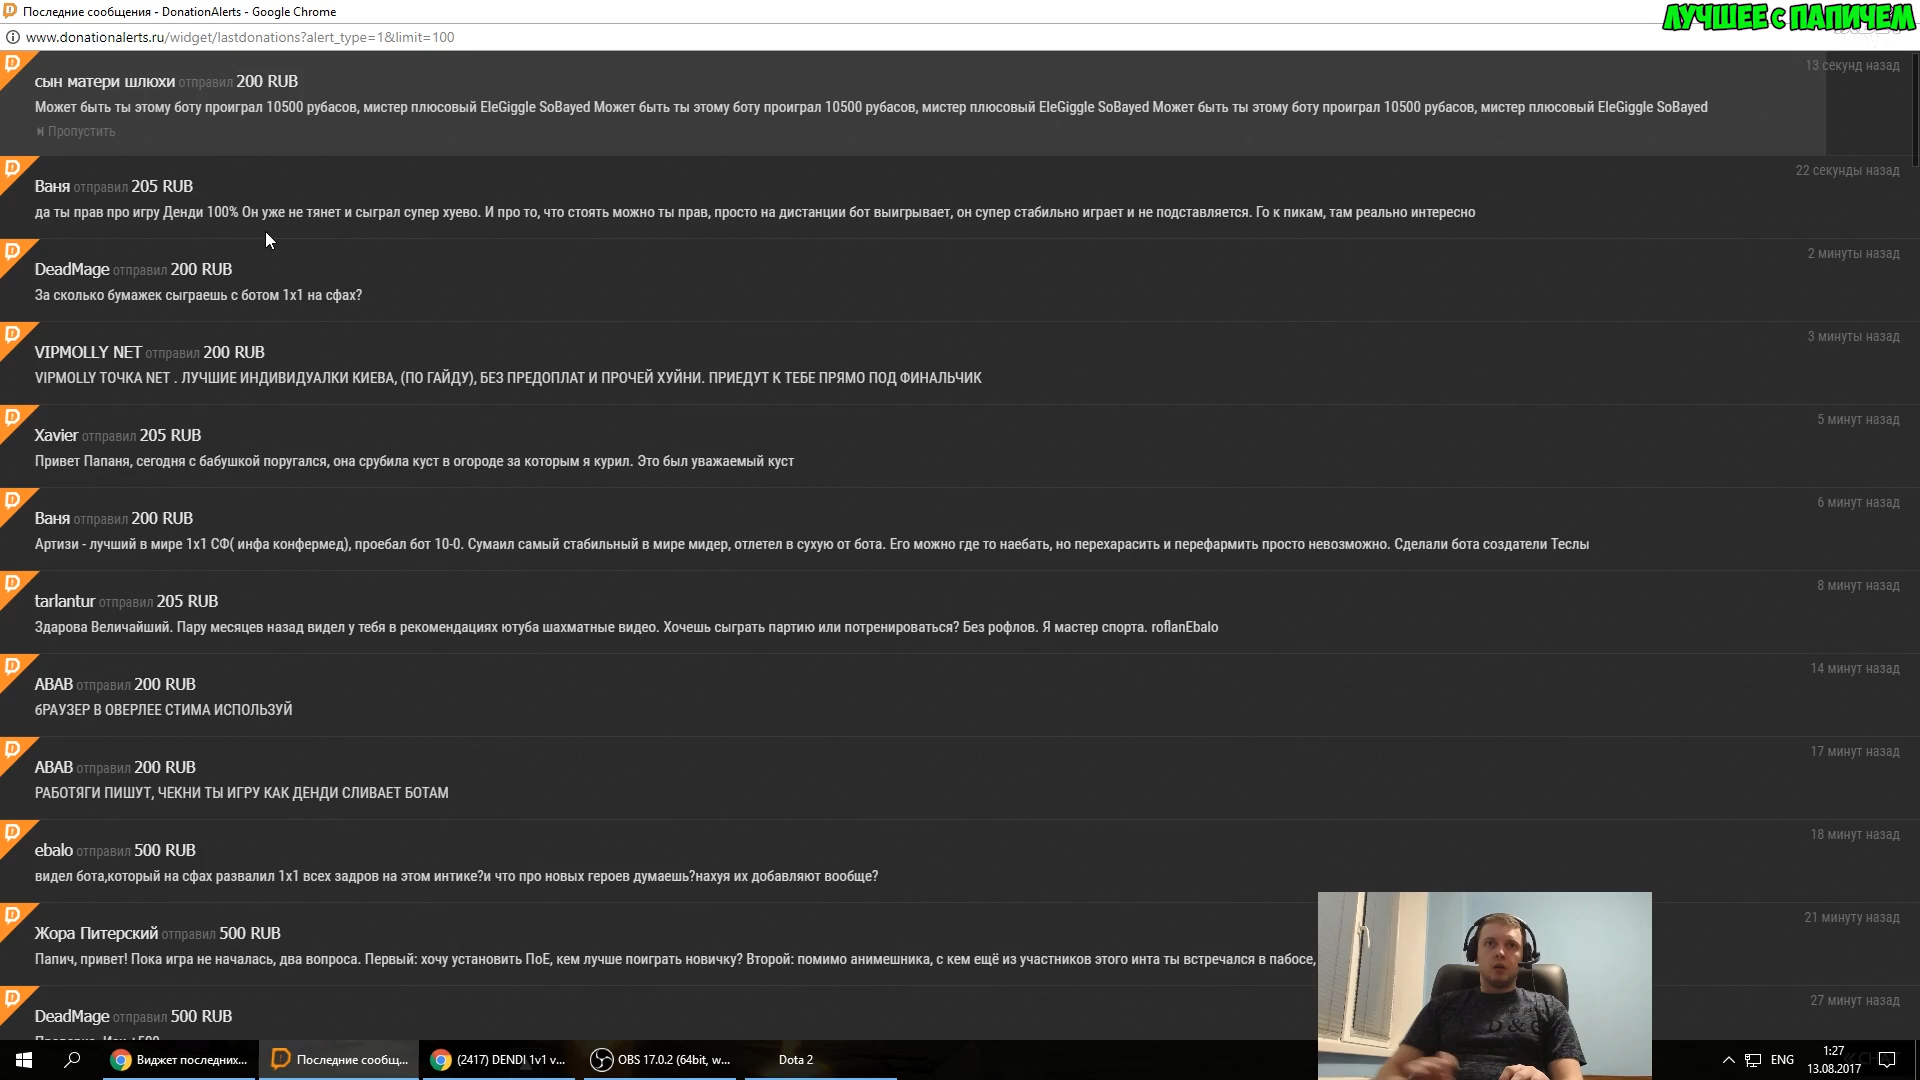 Последние сообщения - DonationAlerts - Google Chrome
ЛУЧШЕЕ с ПАПИЧЕМ
www.donationalerts.ru/widget/lastdonations?alert_type=1&limit=100
13 секунд назад
сын матери шлюхи отправил 200 RUB
Может быть ты этому боту проиграл 10500 рубасов, мистер плюсовый EleGiggle SoBayed Может быть ты этому боту проиграл 10500 рубасов, мистер плюсовый EleGiggle SoBayed Может быть ты этому боту проиграл 10500 рубасов, мистер плюсовый EleGiggle SoBayed
Пропустить
22 секунды назад
Ваня отправил 205 RUB
да ты прав про игру Денди 100% Он уже не тянет и сыграл супер хуево. И про то, что стоять можно ты прав, просто на дистанции бот выигрывает, он супер стабильно играет и не подставляется. Го к пикам, там реально интересно
2 минуты назад
DeadMage отправил 200 RUB
За сколько бумажек сыграешь с ботом 1х1 на сфах?
3 минуты назад
VIPMOLLY NET отправил 200 RUB
VIPMOLLY ТОЧКА NET . ЛУЧШИЕ ИНДИВИДУАЛКИ КИЕВА, (ПО ГАЙДУ), БЕЗ ПРЕДОПЛАТ И ПРОЧЕЙ ХУЙНИ. ПРИЕДУТ К ТЕБЕ ПРЯМО ПОД ФИНАЛЬЧИК
5 минут назад
Xavier отправил 205 RUB
Привет Папаня, сегодня с бабушкой поругался, она срубила куст в огороде за которым я курил. Это был уважаемый куст
6 минут назад
Ваня отправил 200 RUB
Артизи - лучший в мире 1х1 СФ( инфа конфермед), проебал бот 10-0. Сумаил самый стабильный в мире мидер, отлетел в сухую от бота. Его можно где то наебать, но перехарасить и перефармить просто невозможно. Сделали бота создатели Теслы
8 минут назад
tarlantur отправил 205 RUB
Здарова Величайший. Пару месяцев назад видел у тебя в рекомендациях ютуба шахматные видео. Хочешь сыграть партию или потренироваться? Без рофлов. Я мастер спорта. roflanEbalo
14 минут назад
ABAB отправил 200 RUB
бРАУЗЕР В ОВЕРЛЕЕ СТИМА ИСПОЛЬЗУЙ
17 минут назад
ABAB отправил 200 RUB
РАБОТЯГИ ПИШУТ, ЧЕКНИ ТЫ ИГРУ КАК ДЕНДИ СЛИВАЕТ БОТАМ
18 минут назад
ebalo отправил 500 RUB
видел бота,который на сфах развалил 1х1 всех задров на этом интике?и что про новых героев думаешь?нахуя их добавляют вообще?
21 минуту назад
Жора Питерский отправил 500 RUB
Папич, привет! Пока игра не началась, два вопроса. Первый: хочу установить ПоЕ, кем лучше поиграть новичку? Второй: помимо анимешника, с кем ещё из участников этого инта ты встречался в пабосе,
27 минут назад
DeadMage отправил 500 RUB
D&G
Виджет последних...
Последние сообщ...
(2417) DENDI 1v1 v...
OBS 17.0.2 (64bit, w...
Dota 2
ENG
1:27
13.08.2017